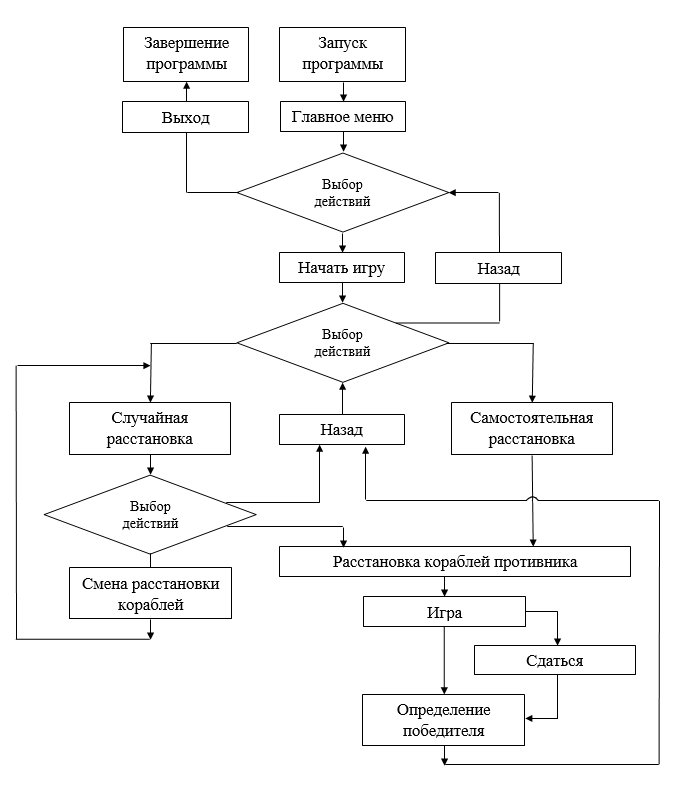 Завершение
программы
Запуск
программы
Выход
Главное меню
Выбор
действий
Начать игру
Назад
Выбор
действий
Случайная
расстановка
Назад
Самостоятельная
расстановка
Выбор
действий
Расстановка кораблей противника
Смена расстановки
кораблей
Игра
Сдаться
Определение
победителя